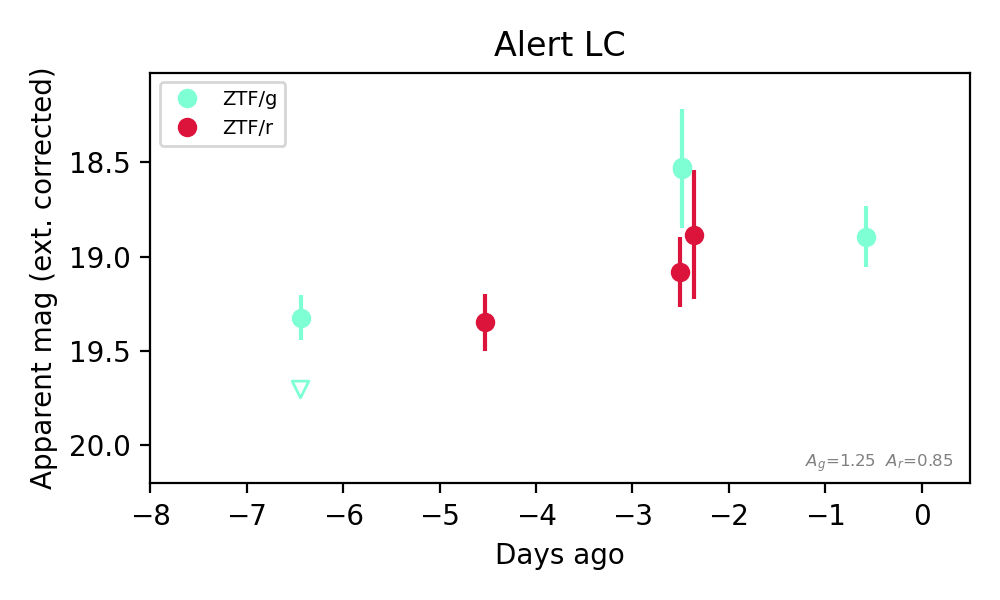 Alert LC
ZTF/g
ZTF/r
Apparent mag (ext. corrected)
18.5
19.0
19.5
20.0
A_g=1.25 A_r=0.85
−8 −7 −6 −5 −4 −3 −2 −1 0
Days ago